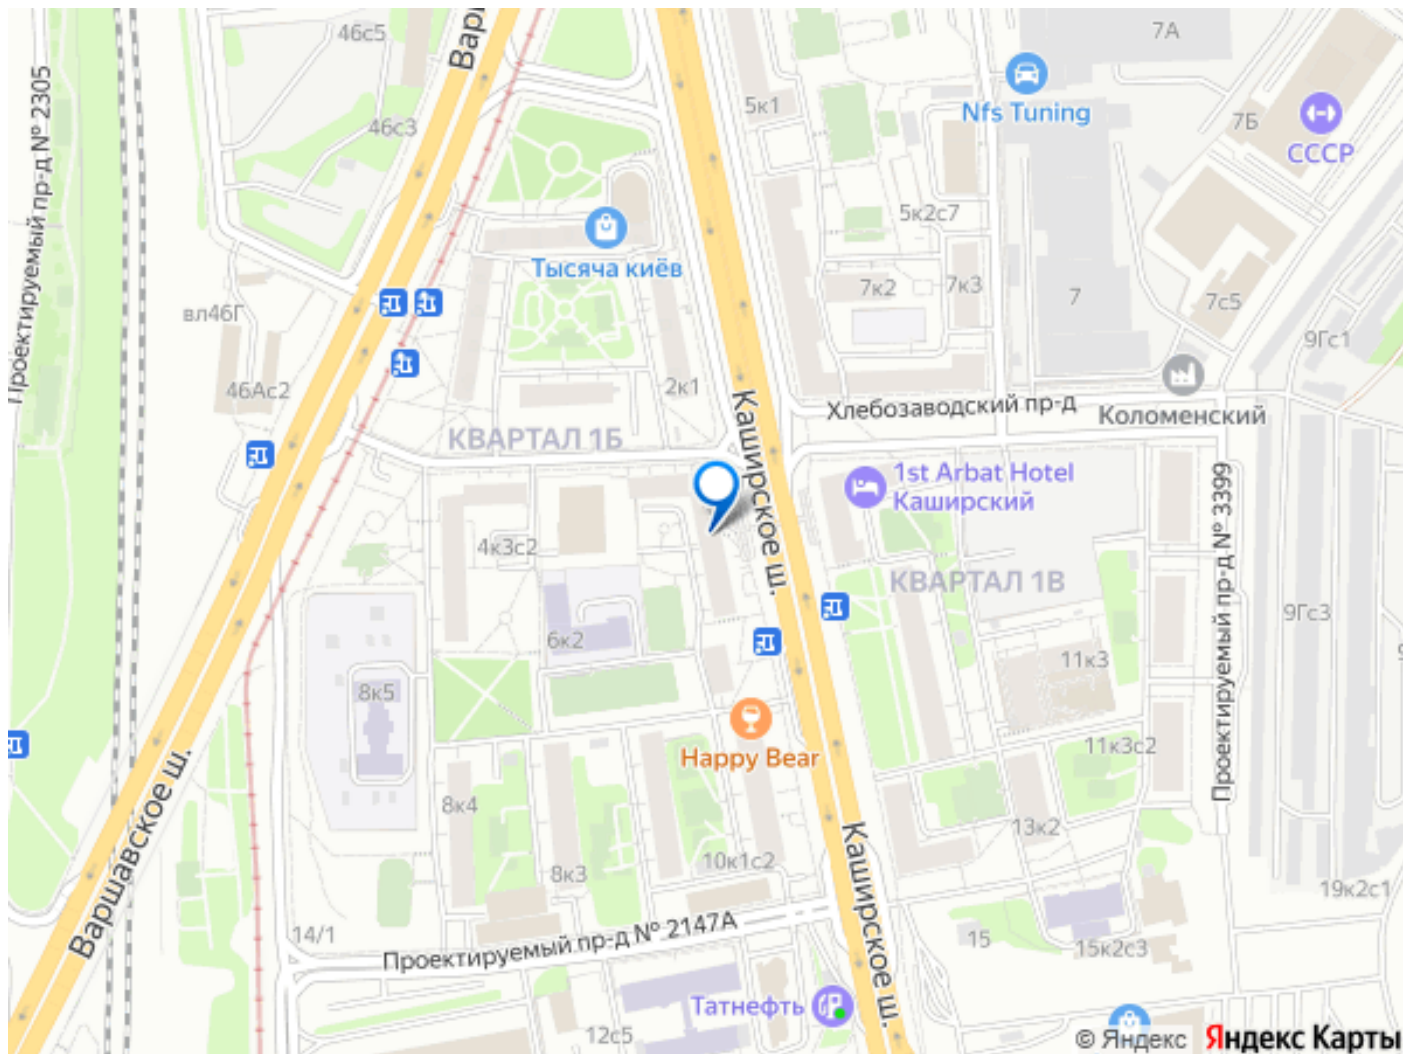 46с5
Вар
7А
Проектируемый пр-д № 2305
5к1
Nfs Tuning
7Б
46с3
СССР
5к2с7
Тысяча киёв
7к2
7к3
7
7с5
вл46Г
9Гс1
46Ас2
2к1
Каширское ш.
Хлебозаводский пр-д
Коломенский
КВАРТАЛ 1Б
1st Arbat Hotel
Каширский
Проектируемый пр-д № 3399
4к3с2
КВАРТАЛ 1В
9Гс3
6к2
11к3
8к5
Happy Bear
11к3с2
Варшавское ш.
8к4
13к2
Каширское ш.
8к3
10к1с2
19к2с1
14/1
Проектируемый пр-д № 2147А
15
15к2с3
Татнефть
12с5
© Яндекс Яндекс Карты